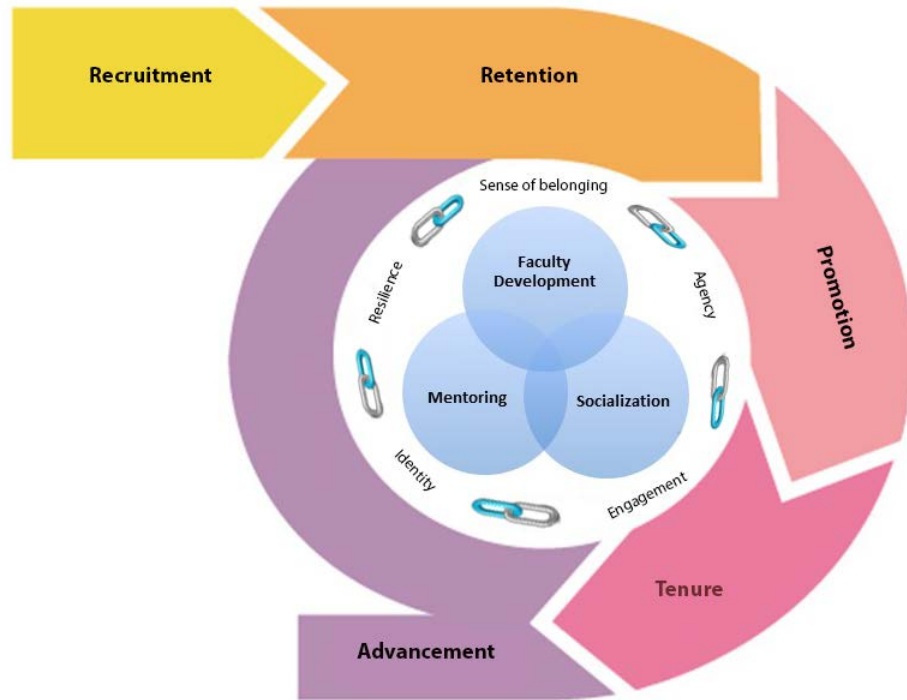 Recruitment
Retention
Promotion
Tenure
Advancement
Sense of belonging
Agency
Engagement
Identity
Resilience
Faculty
Development
Mentoring
Socialization